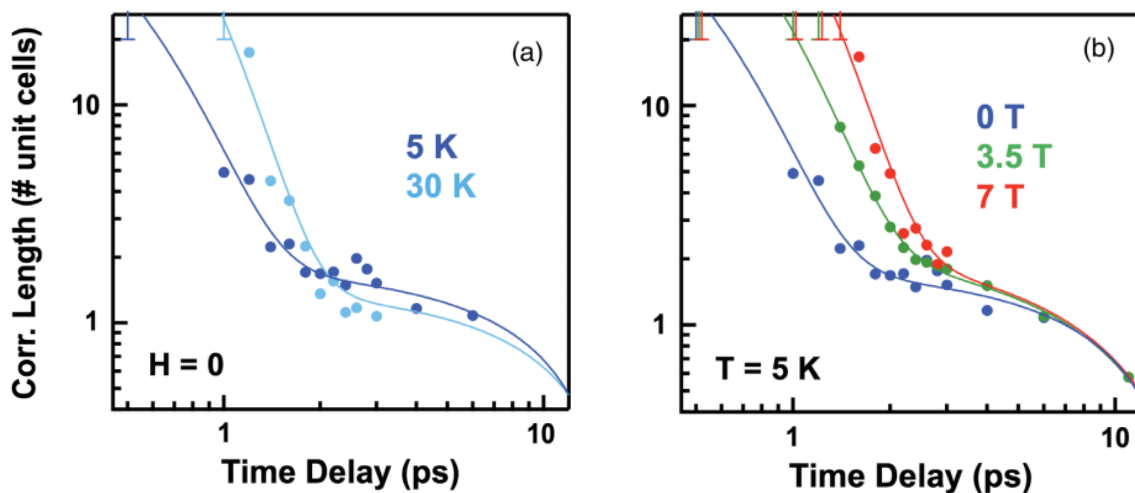 Corr. Length (# unit cells)
10
1
(a)
5 K
30 K
H = 0
1
10
Time Delay (ps)
10
1
(b)
0 T
3.5 T
7 T
T = 5 K
1
10
Time Delay (ps)